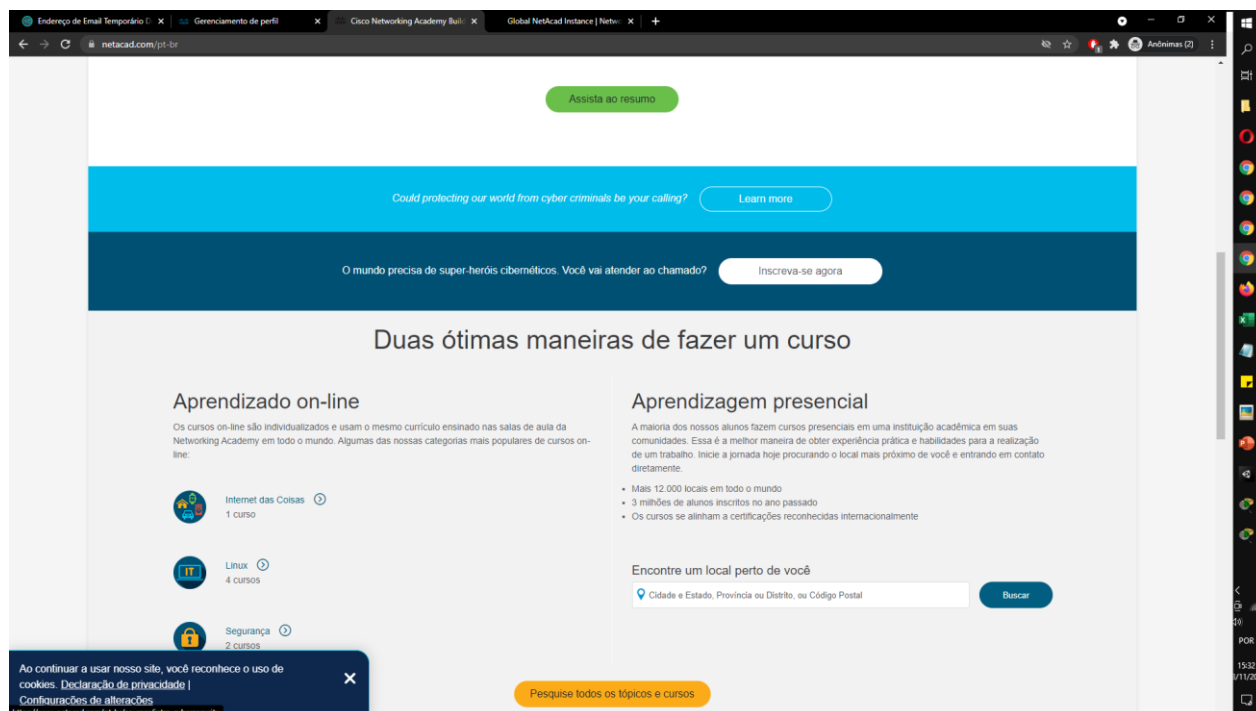 Endereço de Email Temporário D
Gerenciamento de perfil
Cisco Networking Academy Build
Global NetAcad Instance | Netwo
netacad.com/pt-br
Anônimas (2)
Assista ao resumo
Could protecting our world from cyber criminals be your calling?
Learn more
O mundo precisa de super-heróis cibernéticos. Você vai atender ao chamado?
Inscreva-se agora
Duas ótimas maneiras de fazer um curso
Aprendizado on-line
Os cursos on-line são individualizados e usam o mesmo currículo ensinado nas salas de aula da
Networking Academy em todo o mundo. Algumas das nossas categorias mais populares de cursos on-
line:
Internet das Coisas
1 curso
Linux
4 cursos
Segurança
2 cursos
Aprendizagem presencial
A maioria dos nossos alunos fazem cursos presenciais em uma instituição acadêmica em suas
comunidades. Essa é a melhor maneira de obter experiência prática e habilidades para a realização
de um trabalho. Inicie a jornada hoje procurando o local mais próximo de você e entrando em contato
diretamente.
• Mais 12.000 locais em todo o mundo
• 3 milhões de alunos inscritos no ano passado
• Os cursos se alinham a certificações reconhecidas internacionalmente
Encontre um local perto de você
Cidade e Estado, Província ou Distrito, ou Código Postal
Buscar
Pesquise todos os tópicos e cursos
Ao continuar a usar nosso site, você reconhece o uso de
cookies. Declaração de privacidade |
Configurações de alterações
IT
POR
15:32